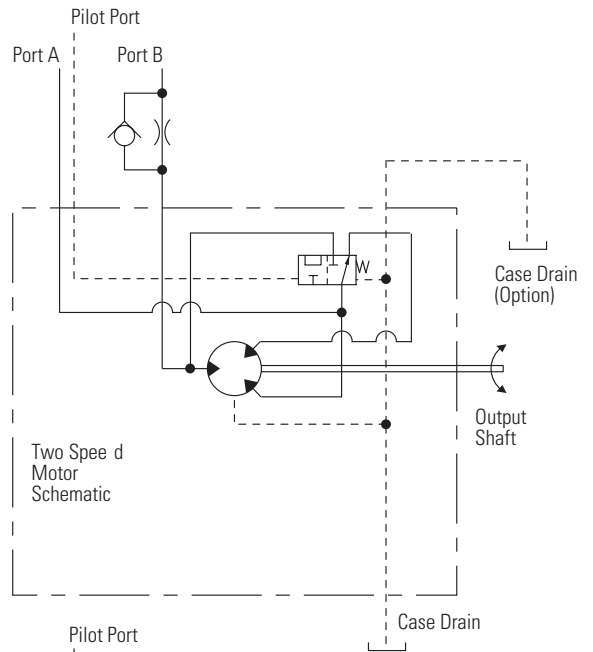 Pilot Port
Port A
Port B
Case Drain
(Option)
Output
Shaft
Two Spee d
Motor
Schematic
Case Drain
Pilot Port